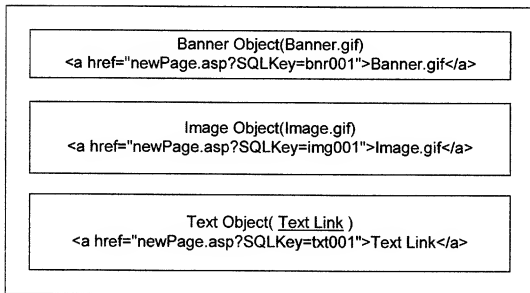 Banner Object(Banner.gif)
<a href="newPage.asp?SQLKey=bnr001">Banner.gif</a>
Image Object(Image.gif)
<a href="newPage.asp?SQLKey=img001">Image.gif</a>
Text Object( Text Link )
<a href="newPage.asp?SQLKey=txt001">Text Link</a>